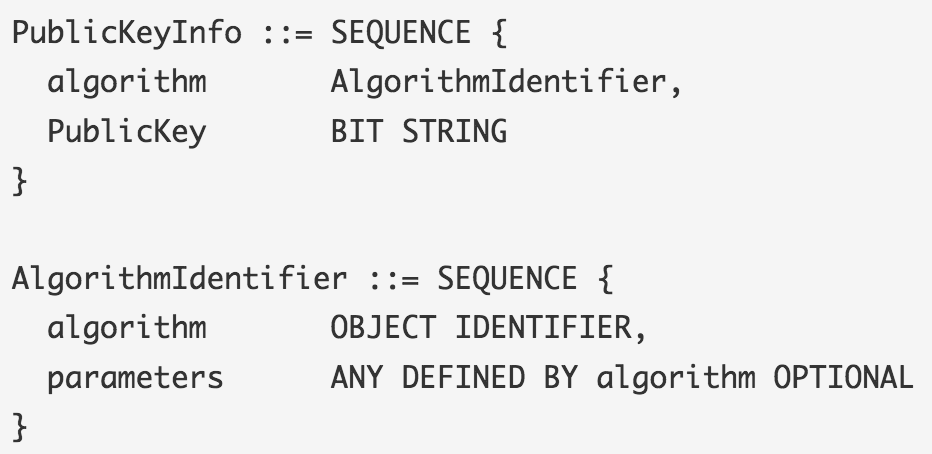 PublicKeyInfo ::= SEQUENCE {
  algorithm       AlgorithmIdentifier,
  PublicKey       BIT STRING
}

AlgorithmIdentifier ::= SEQUENCE {
  algorithm       OBJECT IDENTIFIER,
  parameters      ANY DEFINED BY algorithm OPTIONAL
}